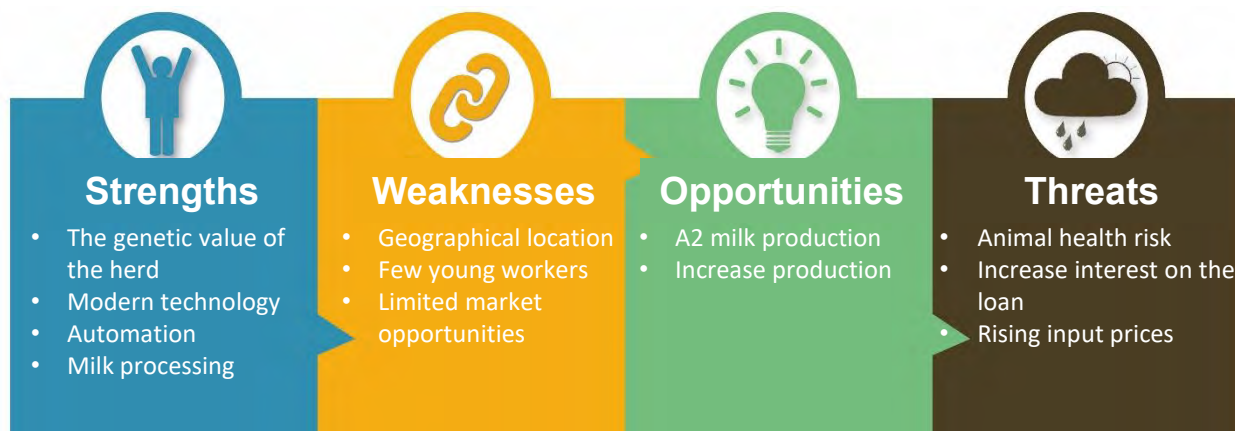 Strengths
• The genetic value of
the herd
• Modern technology
• Automation
• Milk processing
Weaknesses
• Geographical location
• Few young workers
• Limited market
opportunities
Opportunities
• A2 milk production
• Increase production
Threats
• Animal health risk
• Increase interest on the
loan
• Rising input prices